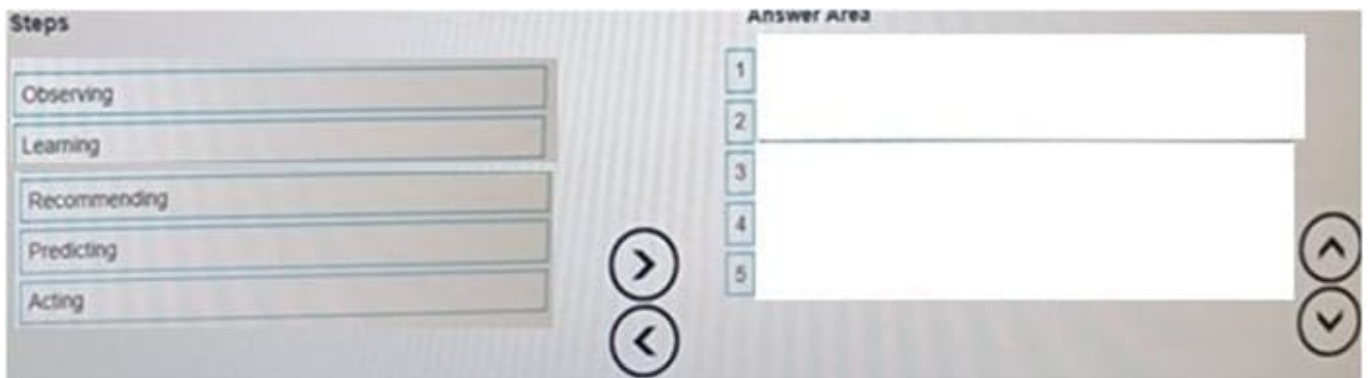 Steps
Answer Area
Observing
Learning
Recommending
Predicting
Acting
1
2
3
4
5